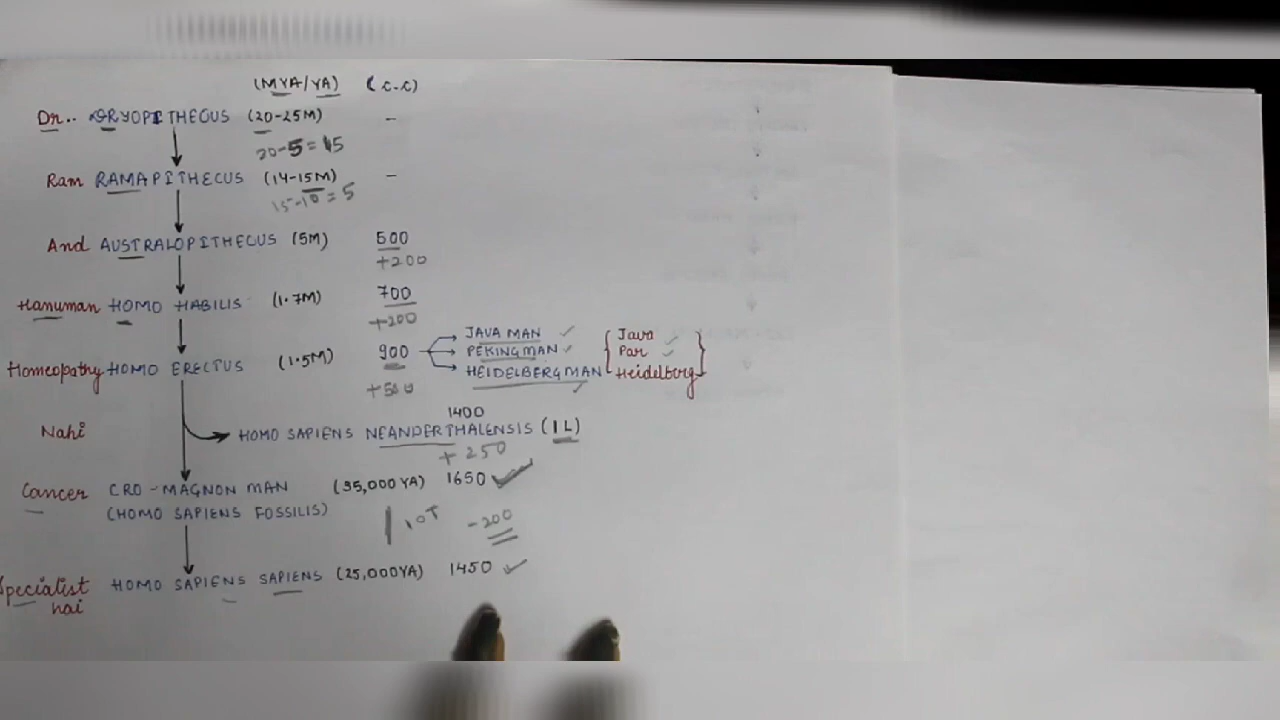 (MYA/YA) (C.C)
Dr.. DRYOPITHECUS (20-25M) -
20-5=15
Ram RAMAPITHECUS (14-15M) -
15-10=5
And AUSTRALOPITHECUS (5M) 500
+200
Hanuman HOMO HABILIS (1.7M) 700
+200
Homeopathy HOMO ERECTUS (1.5M) 900
JAVA MAN Java
PEKING MAN Par
HEIDELBERG MAN Heidelberg
+500
1400
Nahi HOMO SAPIENS NEANDERTHALENSIS (1L)
+250
Cancer CRO-MAGNON MAN (35,000YA) 1650
(HOMO SAPIENS FOSSILIS)
10T -200
Specialist HOMO SAPIENS SAPIENS (25,000YA) 1450
hai